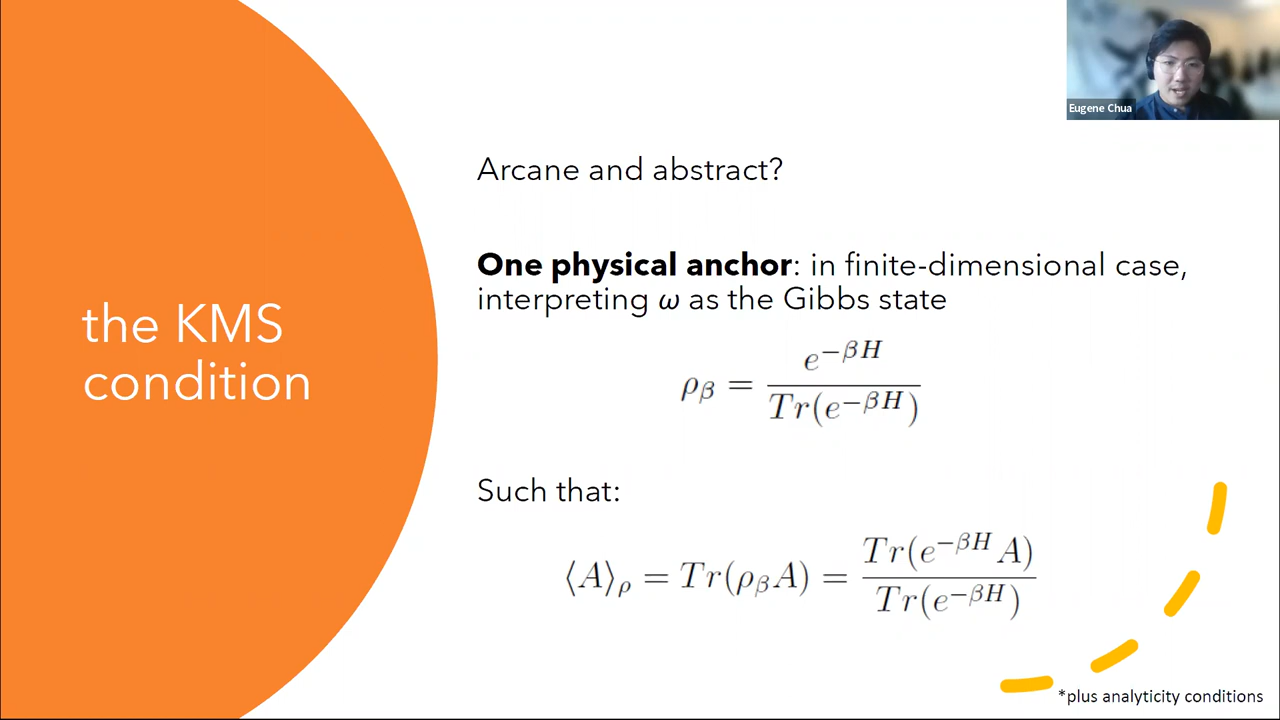 Eugene Chua
the KMS
condition
Arcane and abstract?
One physical anchor: in finite-dimensional case,
interpreting ω as the Gibbs state
ρ_β = e^{-βH} / Tr(e^{-βH})
Such that:
⟨A⟩_ρ = Tr(ρ_β A) = Tr(e^{-βH} A) / Tr(e^{-βH})
*plus analyticity conditions